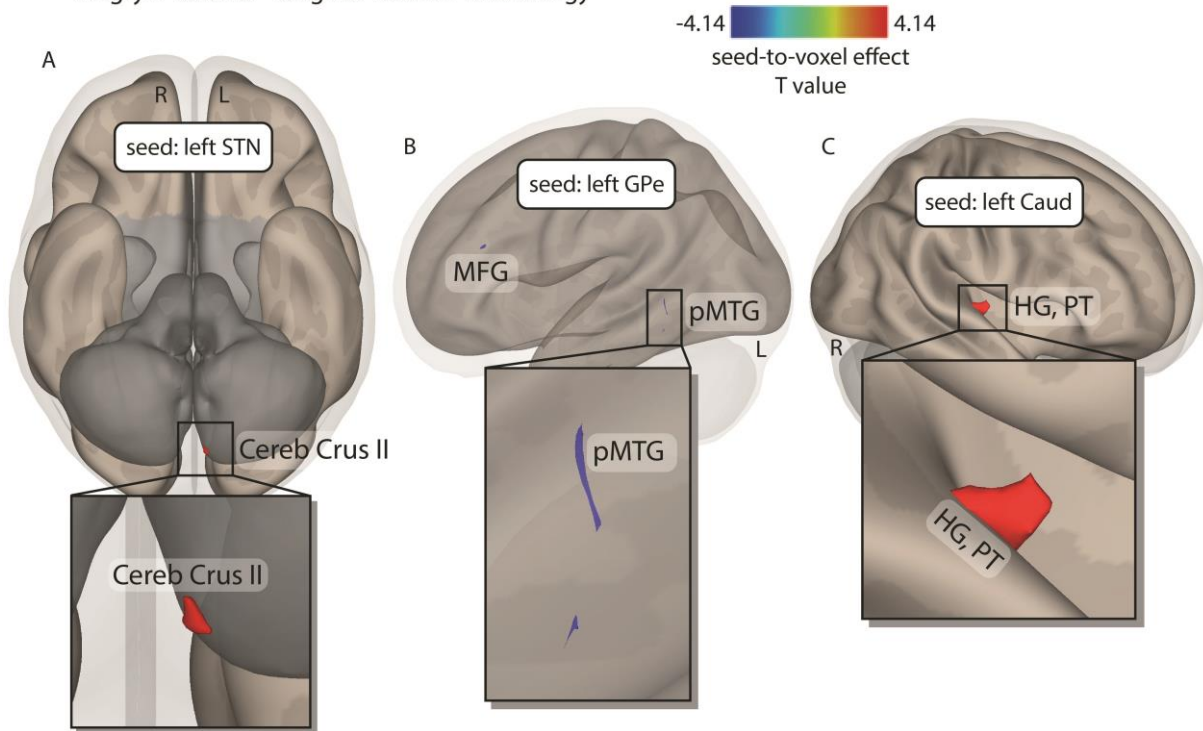 -4.14
4.14
seed-to-voxel effect
T value
A
R
L
seed: left STN
Cereb Crus II
Cereb Crus II
B
seed: left GPe
MFG
pMTG
L
pMTG
C
seed: left Caud
HG, PT
R
HG, PT